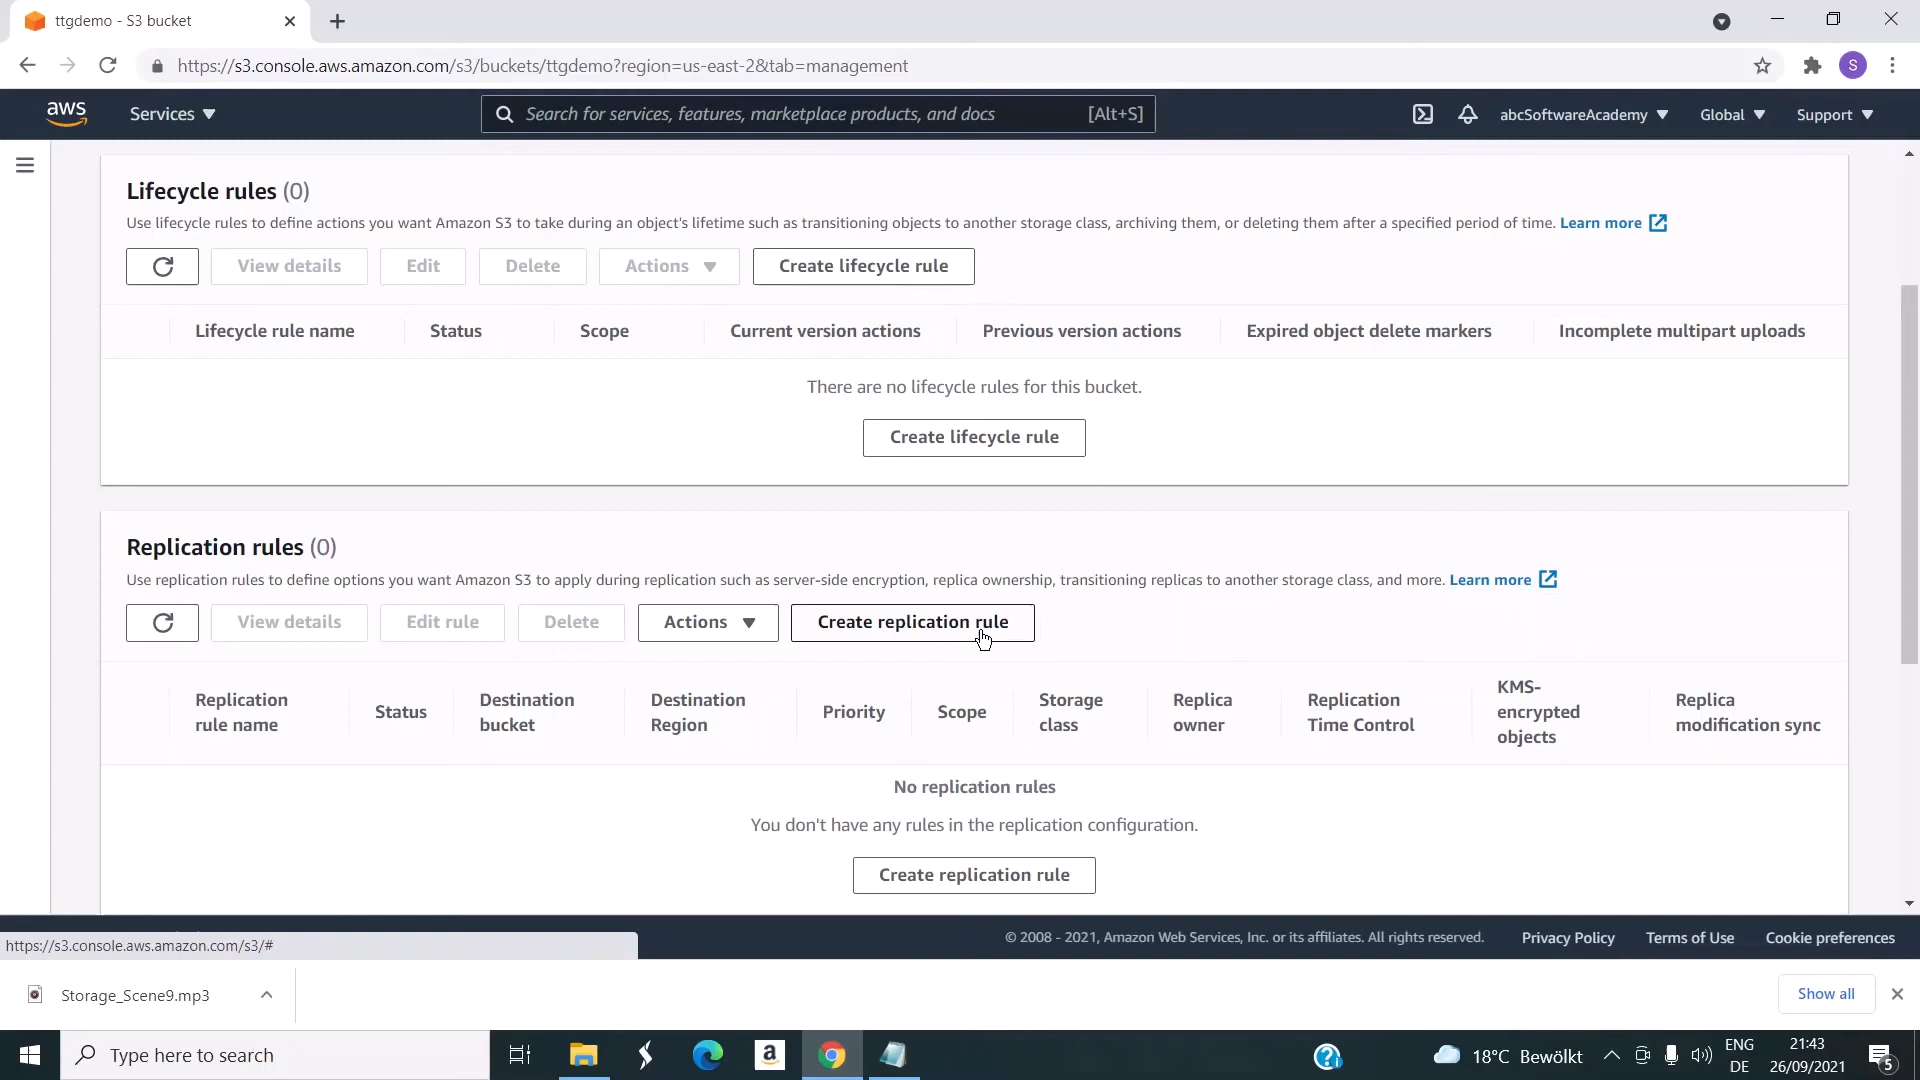 ttgdemo - S3 bucket
https://s3.console.aws.amazon.com/s3/buckets/ttgdemo?region=us-east-2&tab=management
S
aws
Services
Search for services, features, marketplace products, and docs
[Alt+S]
abcSoftwareAcademy
Global
Support
Lifecycle rules (0)
Use lifecycle rules to define actions you want Amazon S3 to take during an object's lifetime such as transitioning objects to another storage class, archiving them, or deleting them after a specified period of time. Learn more
View details
Edit
Delete
Actions
Create lifecycle rule
Lifecycle rule name
Status
Scope
Current version actions
Previous version actions
Expired object delete markers
Incomplete multipart uploads
There are no lifecycle rules for this bucket.
Create lifecycle rule
Replication rules (0)
Use replication rules to define options you want Amazon S3 to apply during replication such as server-side encryption, replica ownership, transitioning replicas to another storage class, and more. Learn more
View details
Edit rule
Delete
Actions
Create replication rule
Replication
rule name
Status
Destination
bucket
Destination
Region
Priority
Scope
Storage
class
Replica
owner
Replication
Time Control
KMS-
encrypted
objects
Replica
modification sync
No replication rules
You don't have any rules in the replication configuration.
Create replication rule
https://s3.console.aws.amazon.com/s3/#
© 2008 - 2021, Amazon Web Services, Inc. or its affiliates. All rights reserved.
Privacy Policy
Terms of Use
Cookie preferences
Storage_Scene9.mp3
Show all
Type here to search
a
18°C Bewölkt
ENG
DE
21:43
26/09/2021
5